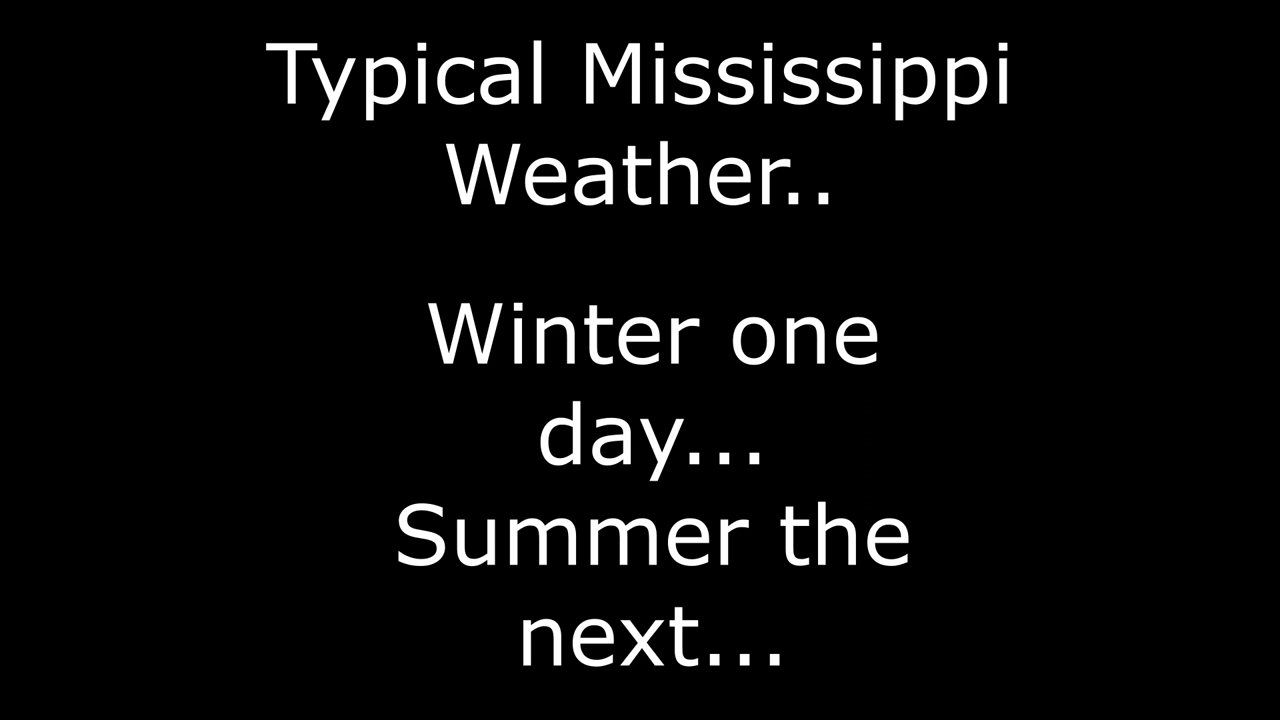 Typical Mississippi
Weather..
Winter one
day...
Summer the
next...